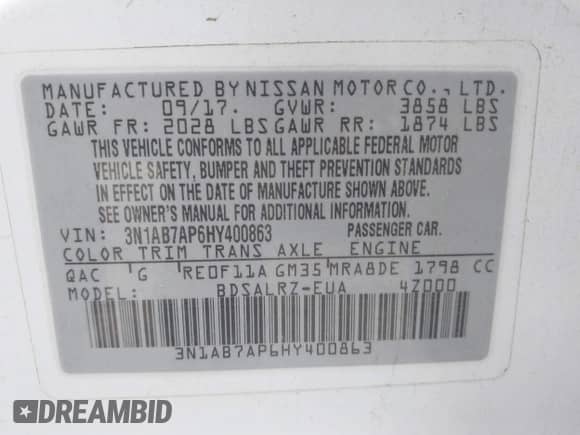 MANUFACTURED BY NISSAN MOTOR CO., LTD.
DATE: 09/17. GVWR: 3858 LBS
GAWR FR: 2028 LBS GAWR RR: 1874 LBS
THIS VEHICLE CONFORMS TO ALL APPLICABLE FEDERAL MOTOR
VEHICLE SAFETY, BUMPER AND THEFT PREVENTION STANDARDS
IN EFFECT ON THE DATE OF MANUFACTURE SHOWN ABOVE.
SEE OWNER'S MANUAL FOR ADDITIONAL INFORMATION.
VIN: 3N1AB7AP6HY400863 PASSENGER CAR.
COLOR TRIM TRANS AXLE ENGINE
QAC G RE0F11A GM35 MRA8DE 1798 CC
MODEL: BDSALRZ-EUA 4Z000
3N1AB7AP6HY400863
DREAMBID